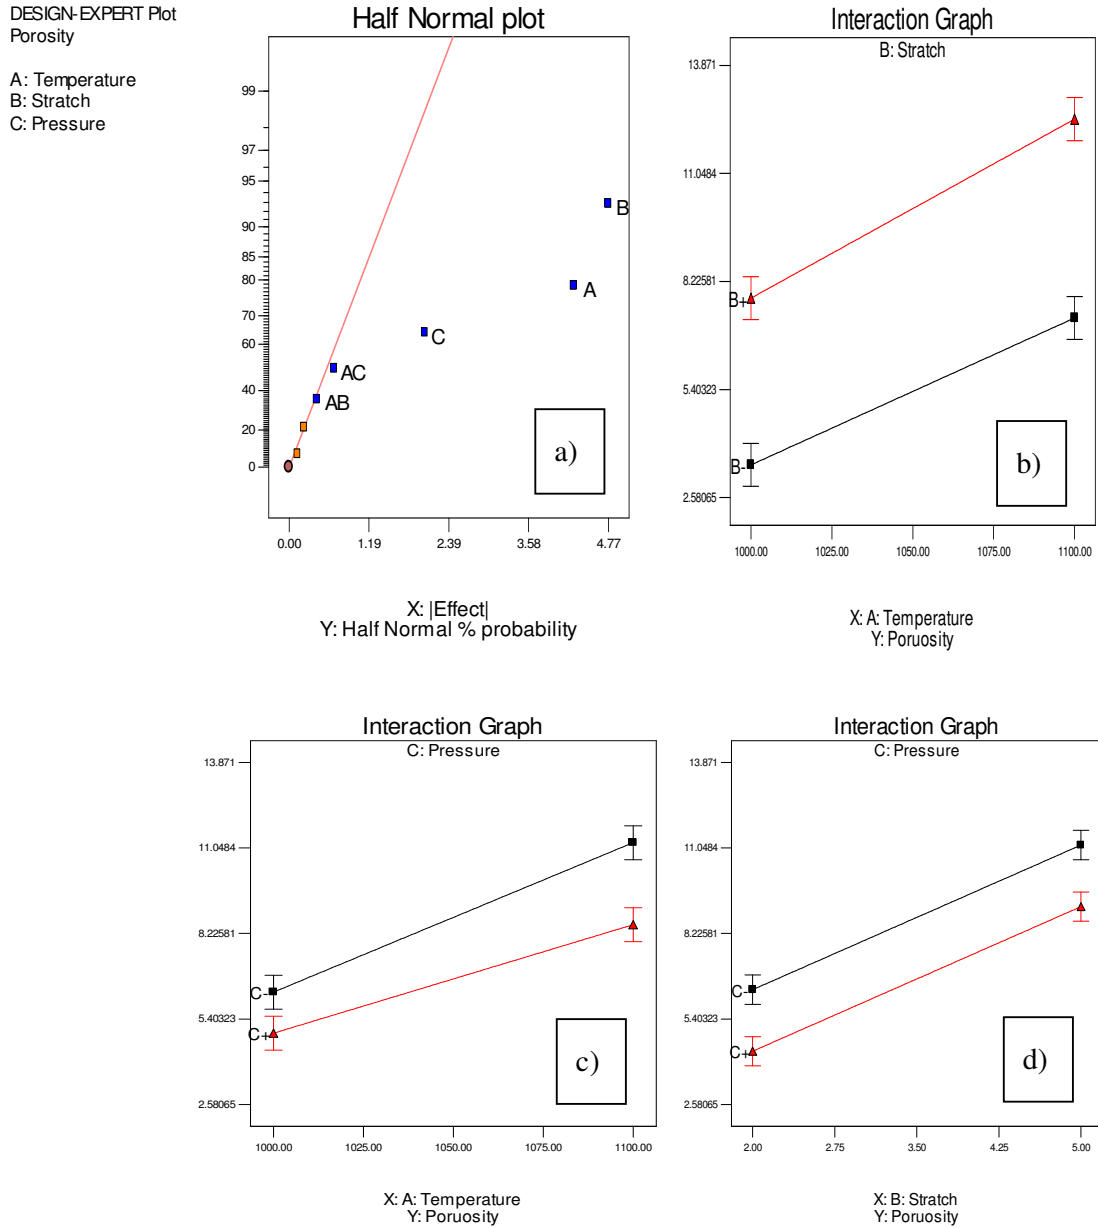 DESIGN-EXPERT Plot
Porosity
A: Temperature
B: Stratch
C: Pressure
Half Normal plot
99
97
95
90
85
80
70
60
40
20
0
B
A
C
AC
AB
a)
0.00 1.19 2.39 3.58 4.77
X: |Effect|
Y: Half Normal % probability
Interaction Graph
B: Stratch
13.871
11.0484
8.22581
5.40323
2.58065
B+
B-
b)
1000.00 1025.00 1050.00 1075.00 1100.00
X: A: Temperature
Y: Poruosity
Interaction Graph
C: Pressure
13.871
11.0484
8.22581
5.40323
2.58065
C-
C+
c)
1000.00 1025.00 1050.00 1075.00 1100.00
X: A: Temperature
Y: Poruosity
Interaction Graph
C: Pressure
13.871
11.0484
8.22581
5.40323
2.58065
C-
C+
d)
2.00 2.75 3.50 4.25 5.00
X: B: Stratch
Y: Poruosity